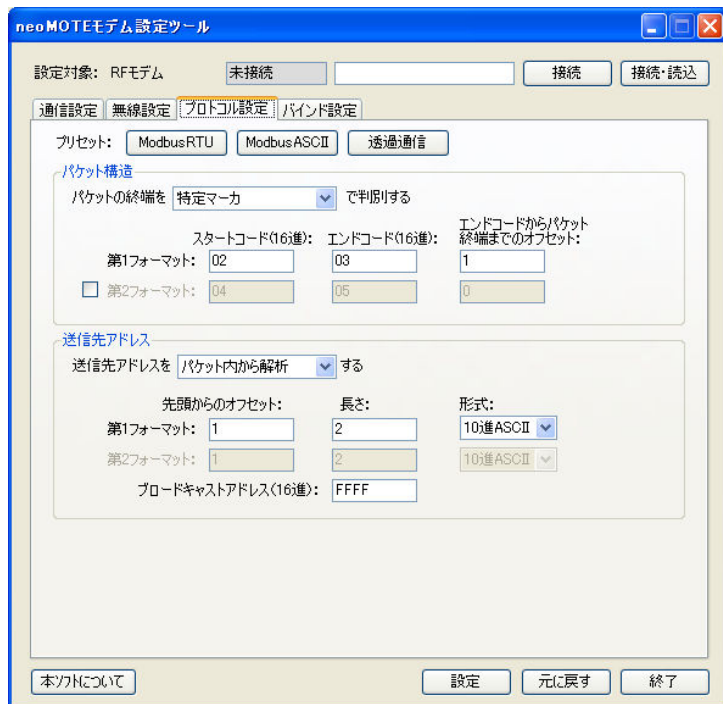 neoMOTEモデム設定ツール
設定対象: RFモデム 未接続 接続 接続・読込
通信設定 無線設定 プロトコル設定 バインド設定
プリセット: ModbusRTU ModbusASCII 透過通信
パケット構造
パケットの終端を 特定マーカ で判別する
スタートコード(16進): エンドコード(16進): エンドコードからパケット
終端までのオフセット:
第1フォーマット: 02 03 1
第2フォーマット: 04 05 0
送信先アドレス
送信先アドレスを パケット内から解析 する
先頭からのオフセット: 長さ: 形式:
第1フォーマット: 1 2 10進ASCII
第2フォーマット: 1 2 10進ASCII
ブロードキャストアドレス(16進): FFFF
本ソフトについて 設定 元に戻す 終了